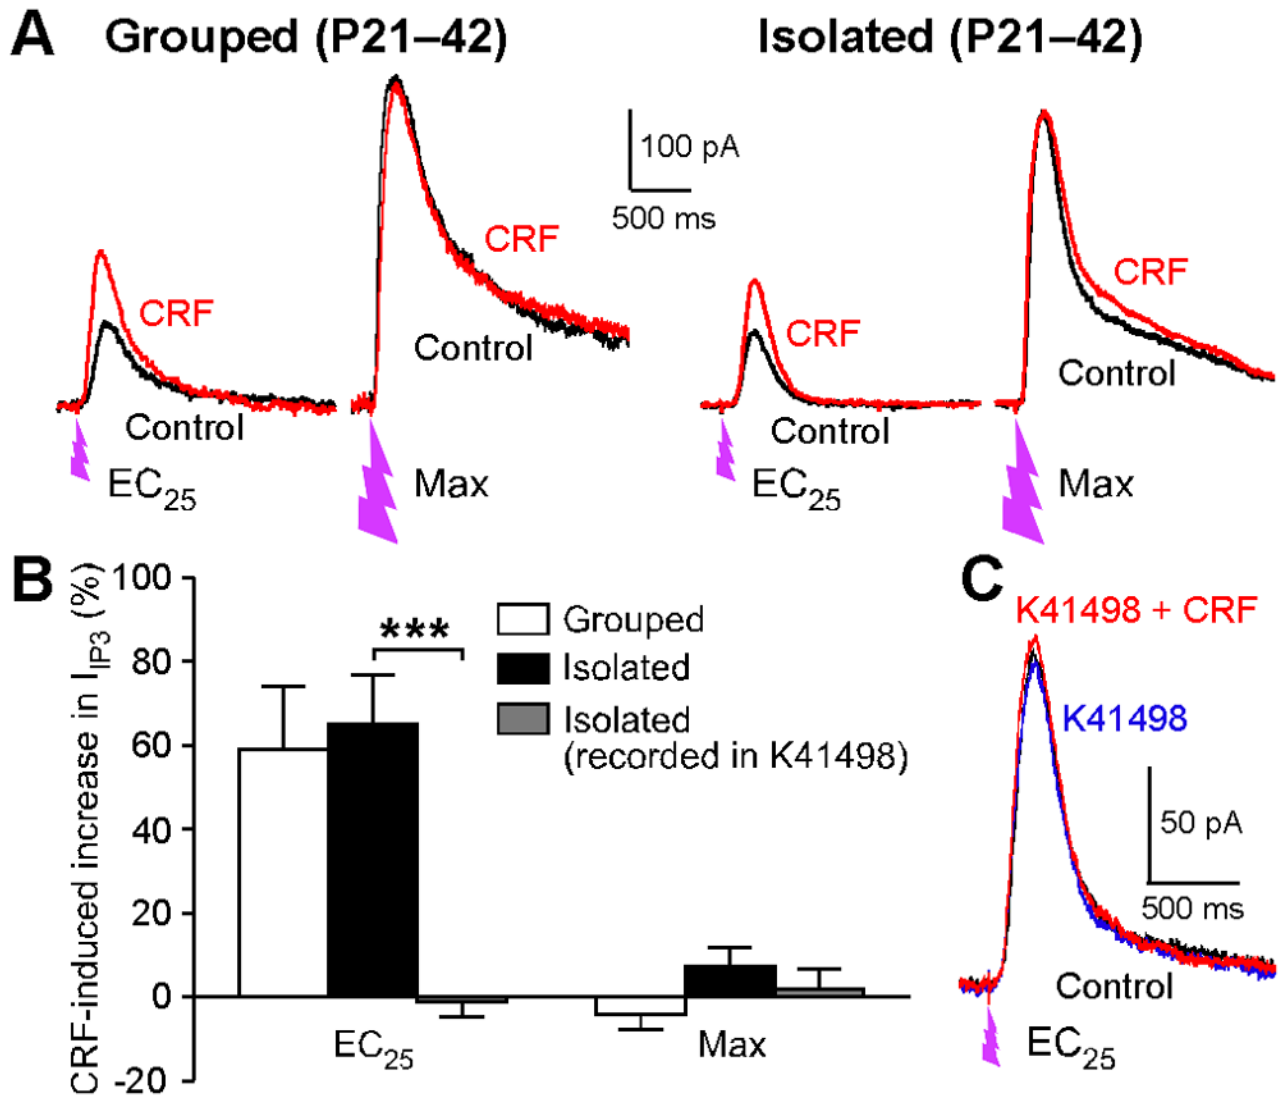 A
Grouped (P21–42)
Isolated (P21–42)
100 pA
500 ms
CRF
Control
EC25
CRF
Control
Max
CRF
Control
EC25
CRF
Control
Max
B
CRF-induced increase in IIP3 (%)
100
80
60
40
20
0
-20
***
Grouped
Isolated
Isolated
(recorded in K41498)
EC25
Max
C
K41498 + CRF
K41498
50 pA
500 ms
Control
EC25